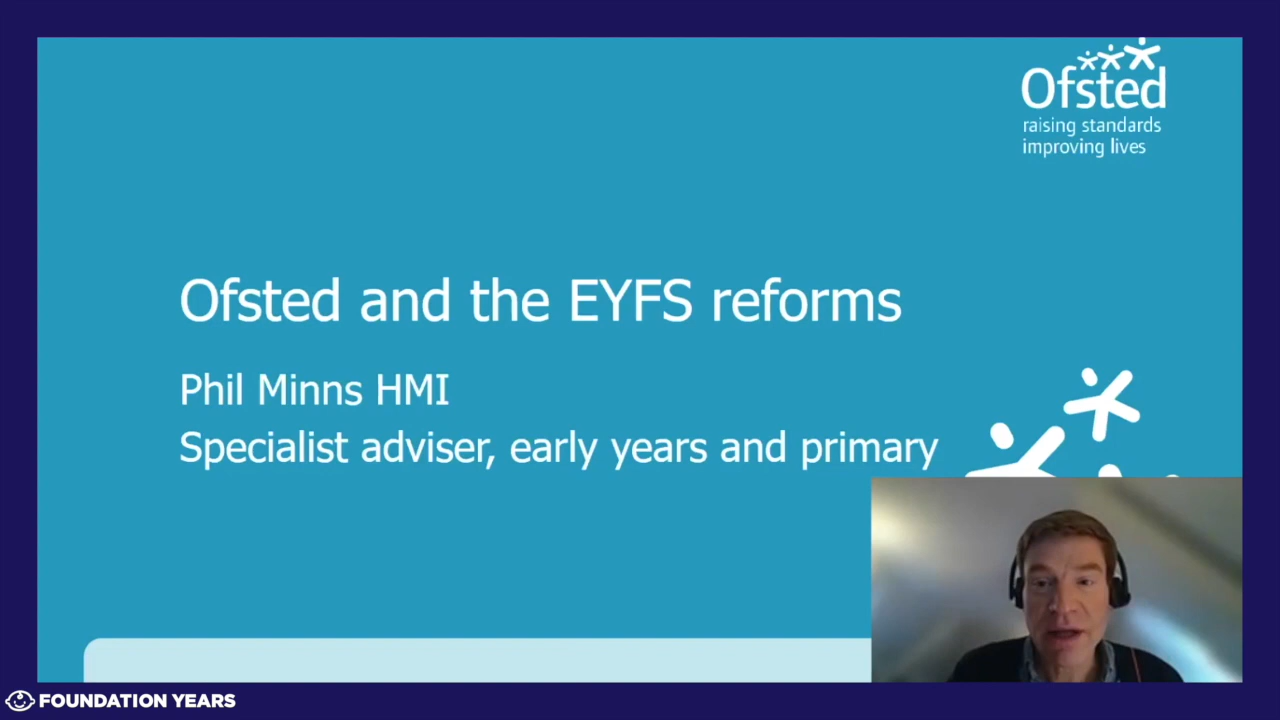 Ofsted
raising standards
improving lives
Ofsted and the EYFS reforms
Phil Minns HMI
Specialist adviser, early years and primary
FOUNDATION YEARS